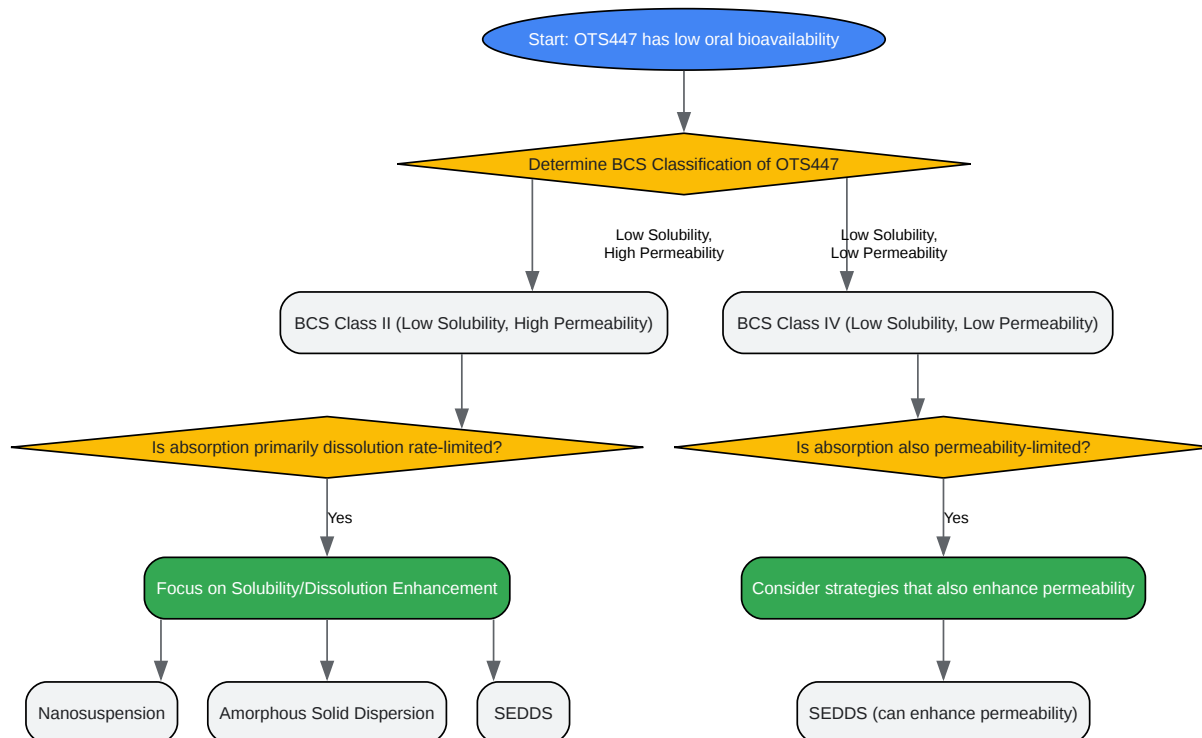 Start: OTS447 has low oral bioavailability
Determine BCS Classification of OTS447
Low Solubility,
High Permeability
Low Solubility,
Low Permeability
BCS Class II (Low Solubility, High Permeability)
BCS Class IV (Low Solubility, Low Permeability)
Is absorption primarily dissolution rate-limited?
Is absorption also permeability-limited?
Yes
Yes
Focus on Solubility/Dissolution Enhancement
Consider strategies that also enhance permeability
Nanosuspension
Amorphous Solid Dispersion
SEDDS
SEDDS (can enhance permeability)